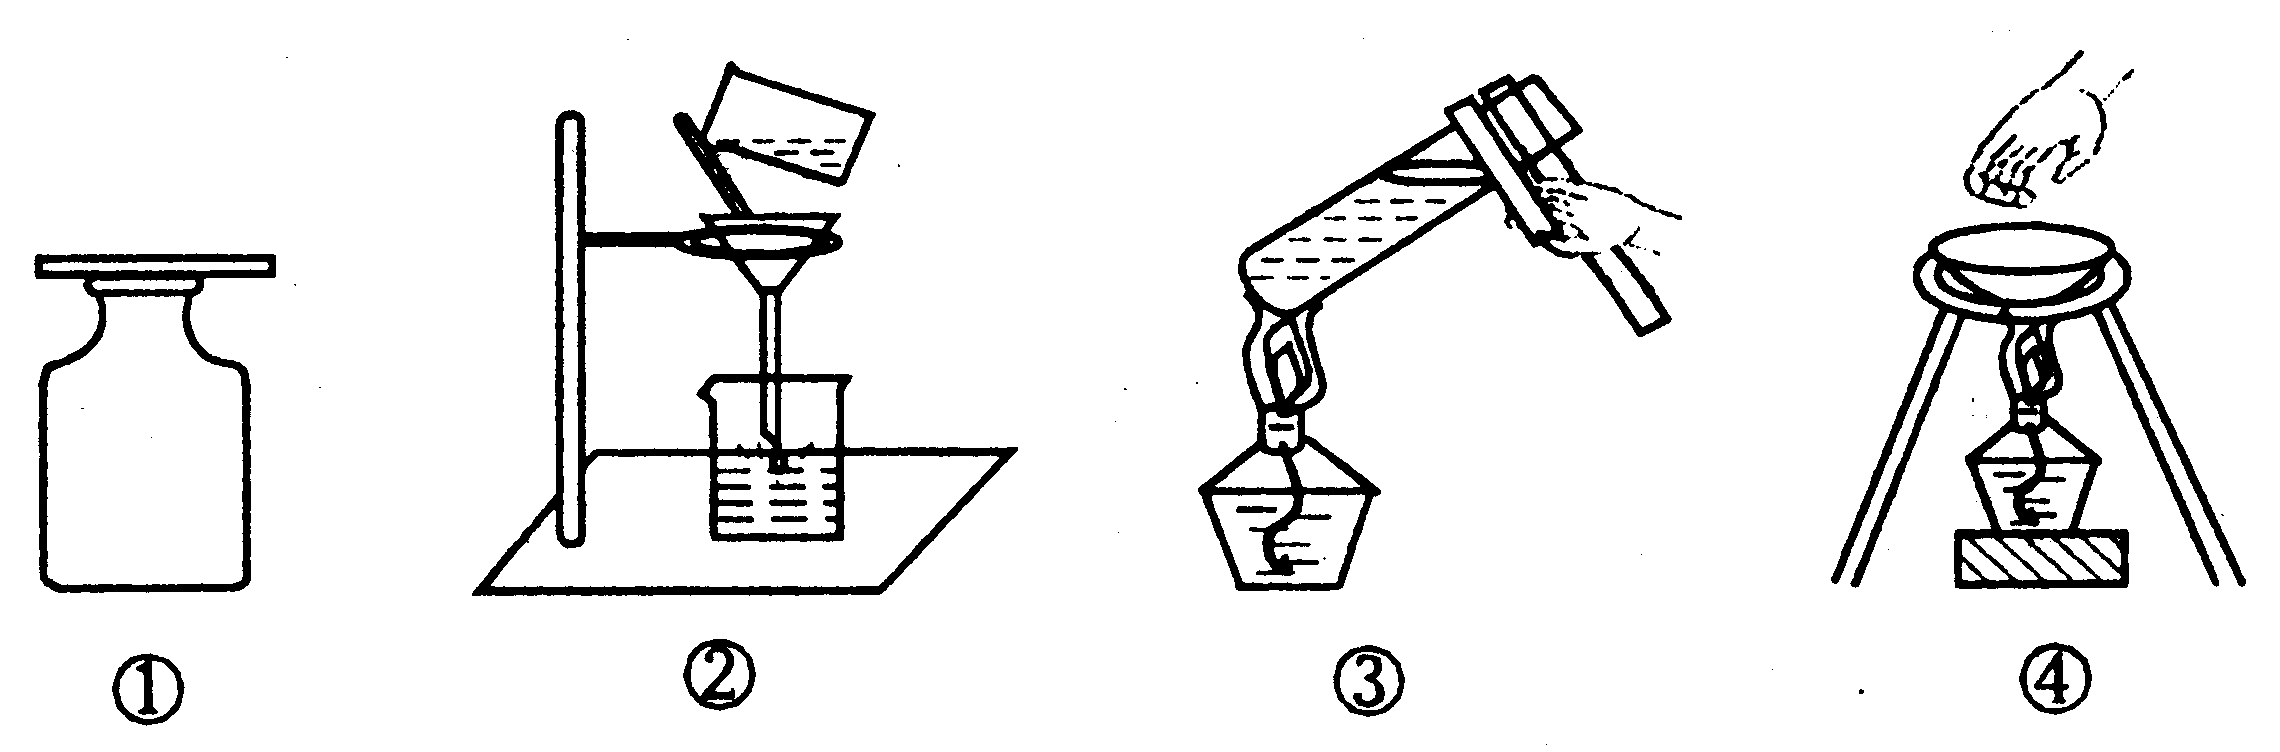 ① ② ③ ④